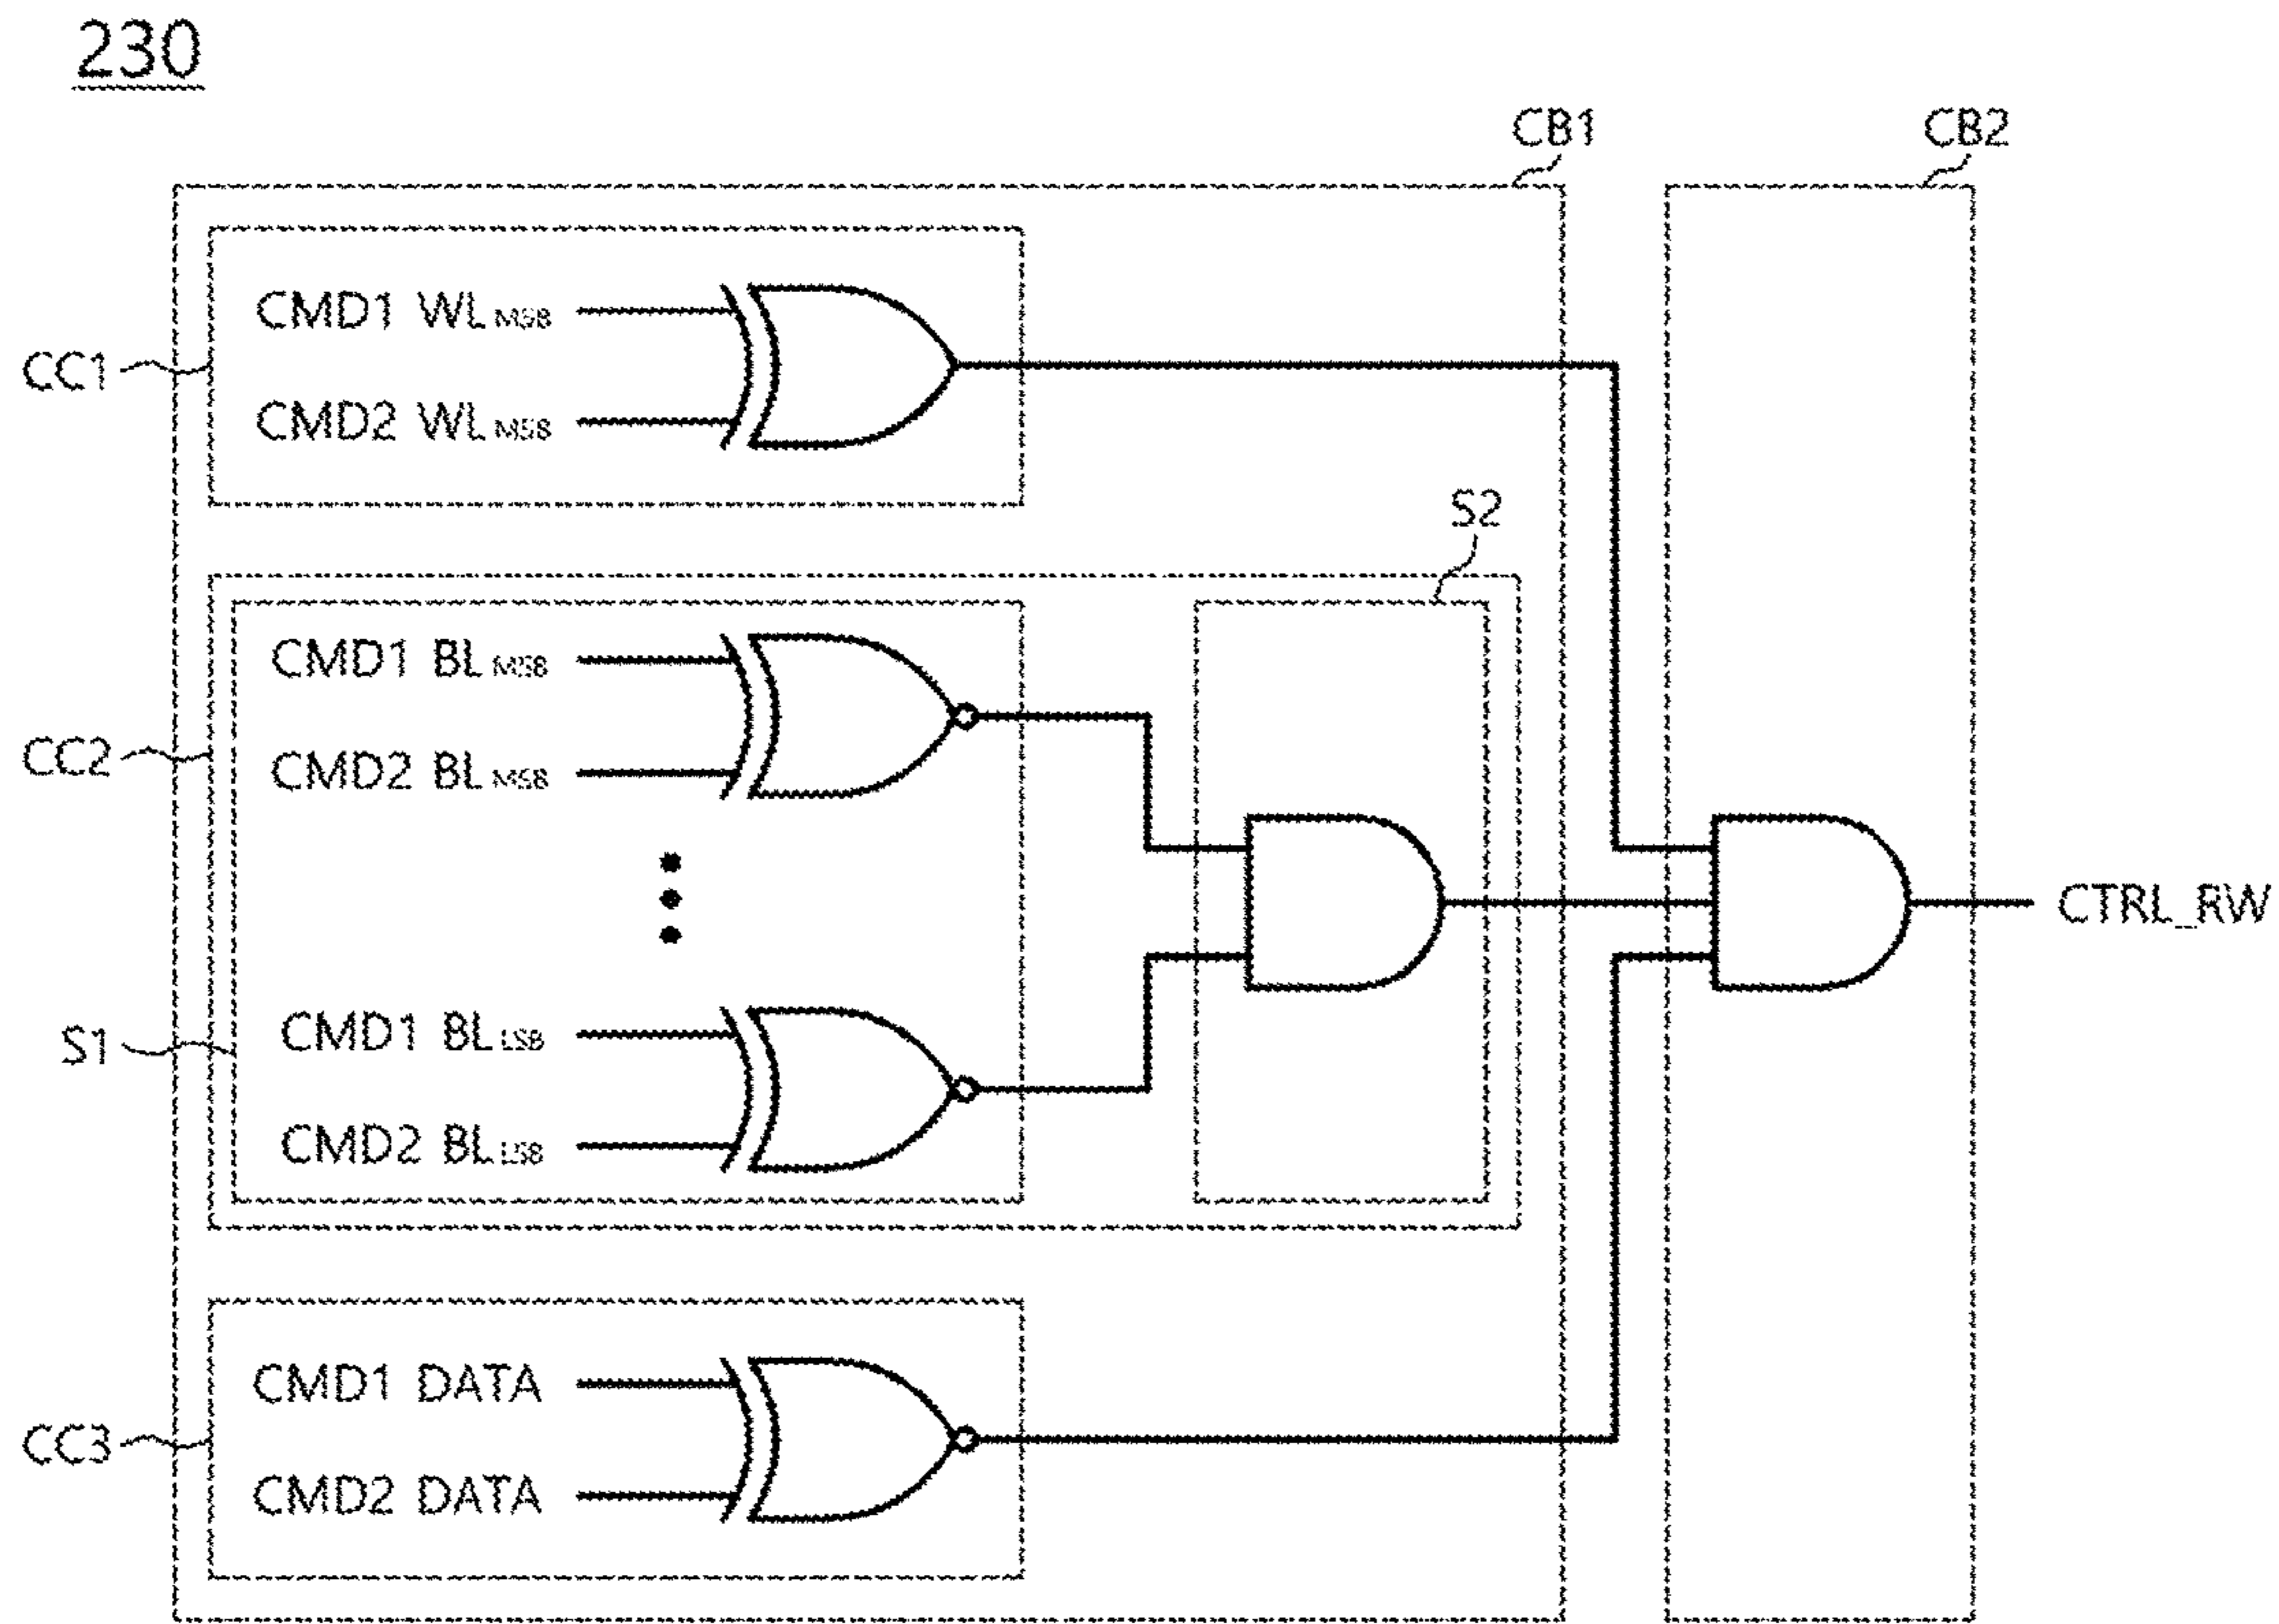 230
CB1
CB2
CMD1 WLMSB
CC1
CMD2 WLMSB
S2
CMD1 BLMSB
CC2
CMD2 BLMSB
S1
CMD1 BLLSB
CMD2 BLLSB
CTRL_RW
CMD1 DATA
CC3
CMD2 DATA